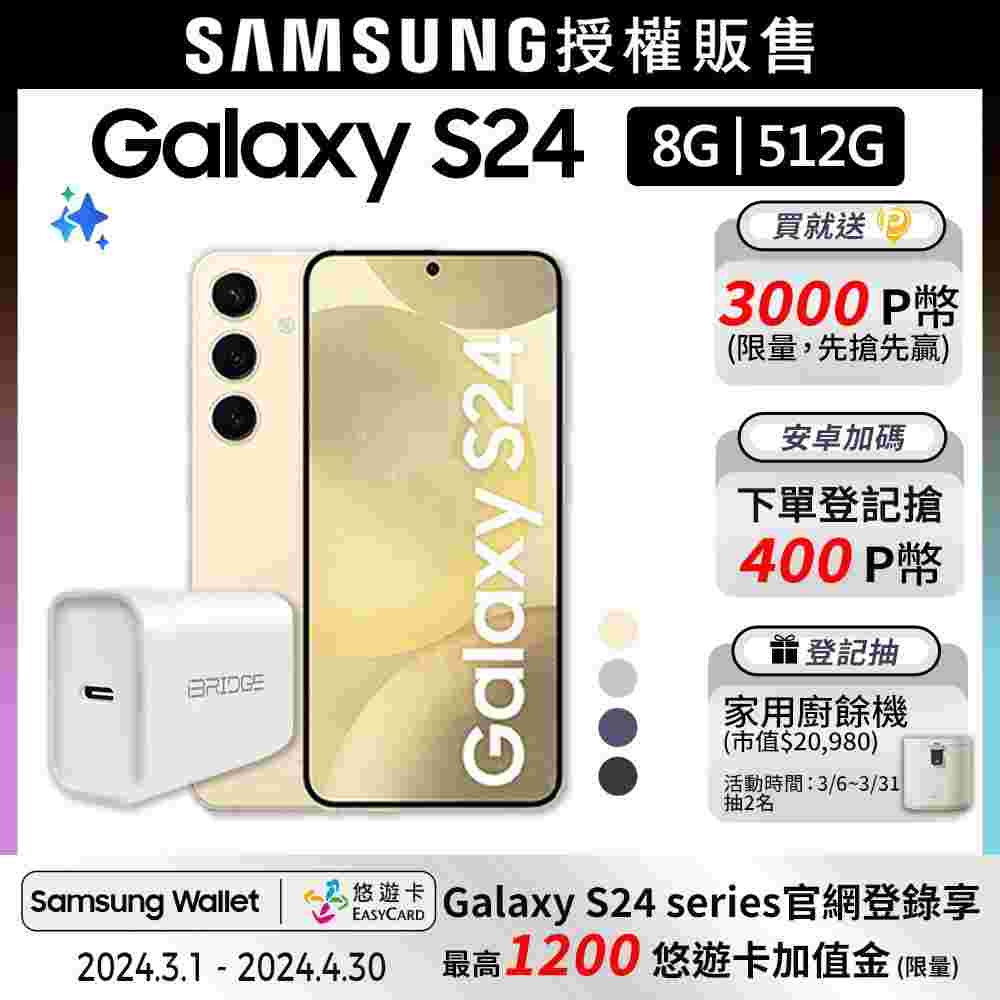 SAMSUNG授權販售
Galaxy S24
8G|512G
買就送
3000 P幣
(限量,先搶先贏)
安卓加碼
下單登記搶
400 P幣
登記抽
家用廚餘機
(市值$20,980)
活動時間：3/6~3/31
抽2名
Galaxy S24
iBRIDGE
Samsung Wallet
悠遊卡
EASYCARD
2024.3.1 - 2024.4.30
Galaxy S24 series官網登錄享
最高1200 悠遊卡加值金(限量)